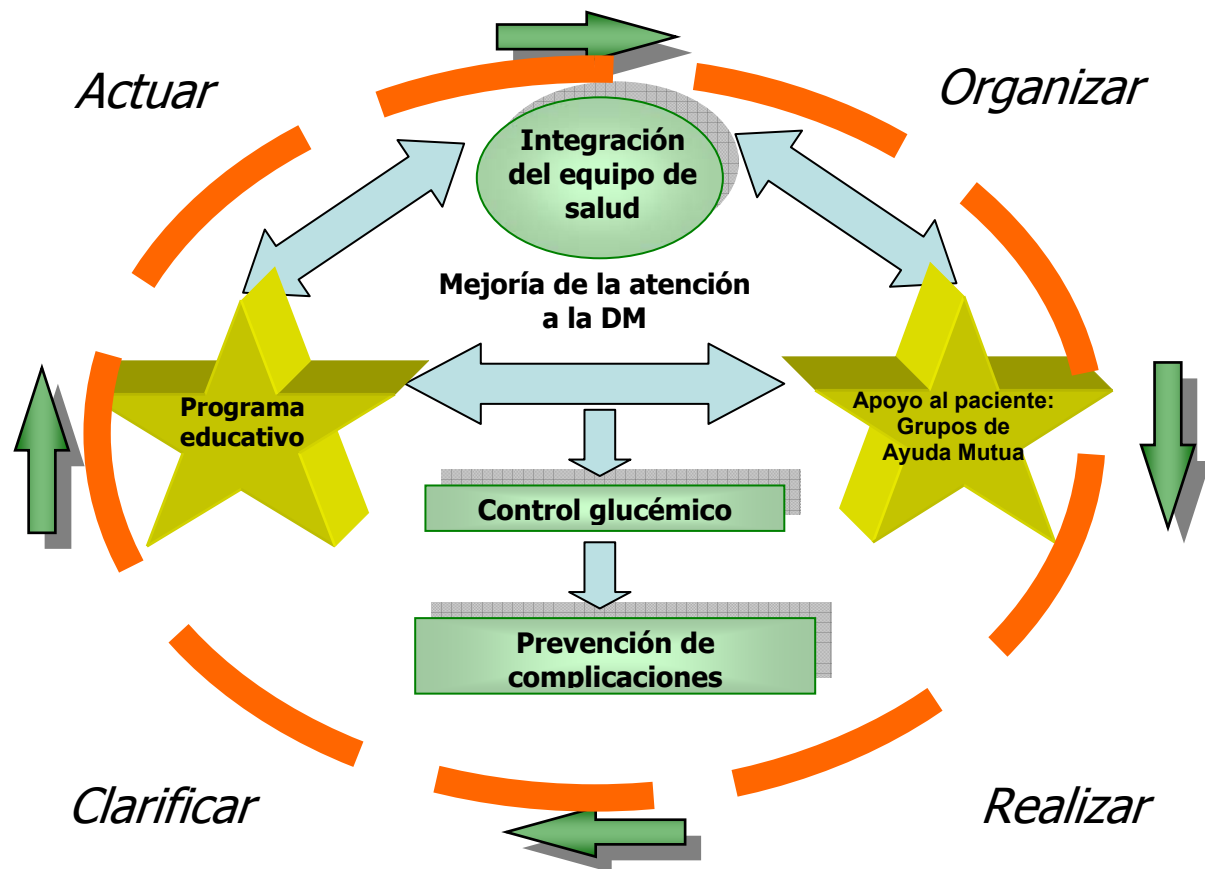 Actuar
Organizar
Integración
del equipo de
salud
Mejoría de la atención
a la DM
Programa
educativo
Apoyo al paciente:
Grupos de
Ayuda Mutua
Control glucémico
Prevención de
complicaciones
Clarificar
Realizar